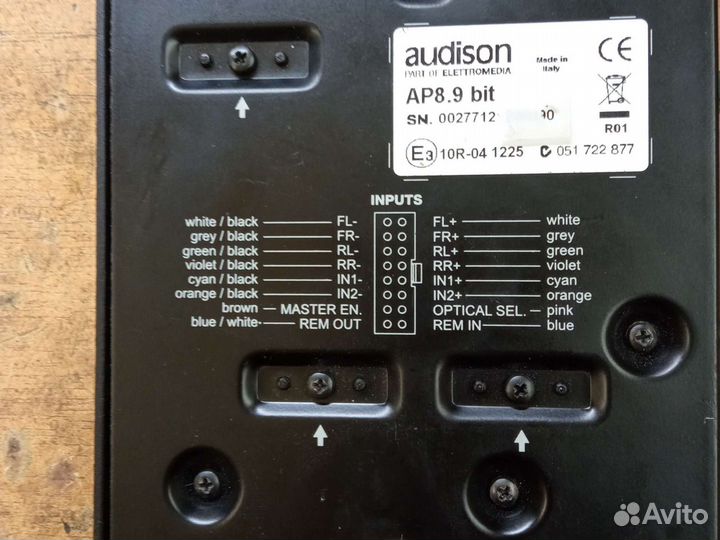 audison
PART OF ELETTROMEDIA
Made in
Italy
CE
AP8.9 bit
SN. 0027712 90
R01
E3 10R-04 1225 051 722 877
INPUTS
white / black FL- FL+ white
grey / black FR- FR+ grey
green / black RL- RL+ green
violet / black RR- RR+ violet
cyan / black IN1- IN1+ cyan
orange / black IN2- IN2+ orange
brown MASTER EN. OPTICAL SEL. pink
blue / white REM OUT REM IN blue
Avito